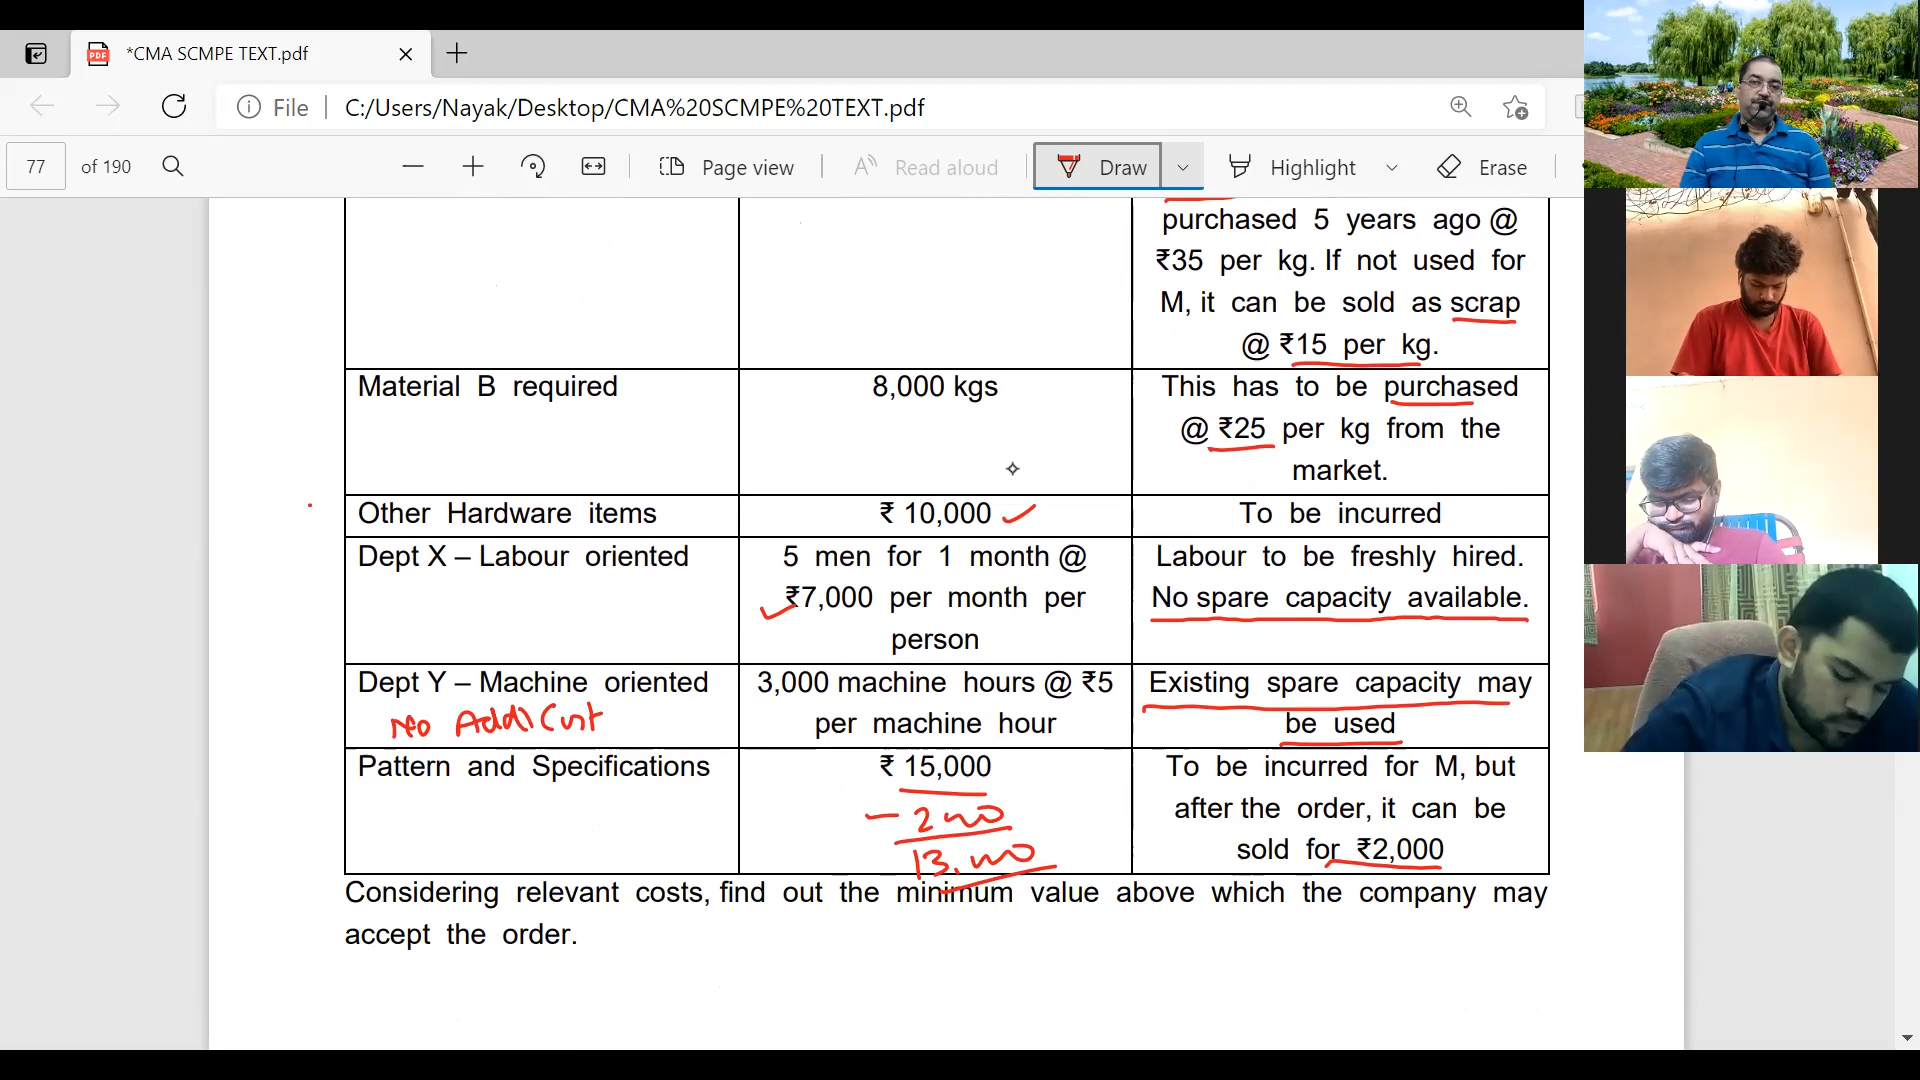 *CMA SCMPE TEXT.pdf
File | C:/Users/Nayak/Desktop/CMA%20SCMPE%20TEXT.pdf
77 of 190
Page view
Read aloud
Draw
Highlight
Erase
purchased 5 years ago @
₹35 per kg. If not used for
M, it can be sold as scrap
@ ₹15 per kg.
Material B required
8,000 kgs
This has to be purchased
@ ₹25 per kg from the
market.
Other Hardware items
₹ 10,000
To be incurred
Dept X – Labour oriented
5 men for 1 month @
₹7,000 per month per
person
Labour to be freshly hired.
No spare capacity available.
Dept Y – Machine oriented
No Addl Cost
3,000 machine hours @ ₹5
per machine hour
Existing spare capacity may
be used
Pattern and Specifications
₹ 15,000
To be incurred for M, but
after the order, it can be
sold for ₹2,000
Considering relevant costs, find out the minimum value above which the company may
accept the order.